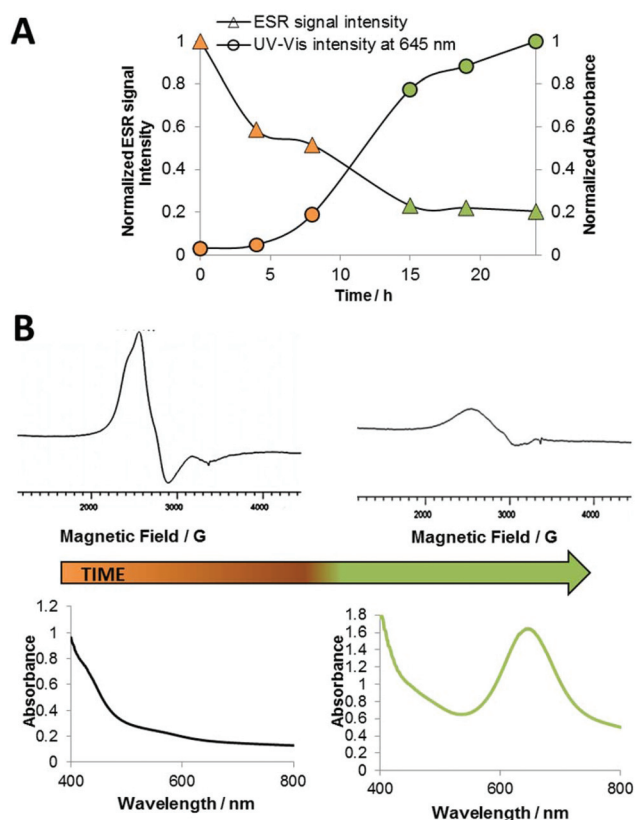 A
ESR signal intensity
UV-Vis intensity at 645 nm
Normalized ESR signal
Intensity
1
0.8
0.6
0.4
0.2
0
1
0.8
0.6
0.4
0.2
0
Normalized Absorbance
0 5 10 15 20
Time / h
B
2000 3000 4000
Magnetic Field / G
2000 3000 4000
Magnetic Field / G
TIME
Absorbance
1.2
1
0.8
0.6
0.4
0.2
0
400 600 800
Wavelength / nm
Absorbance
1.8
1.6
1.4
1.2
1
0.8
0.6
0.4
0.2
0
400 600 800
Wavelength / nm